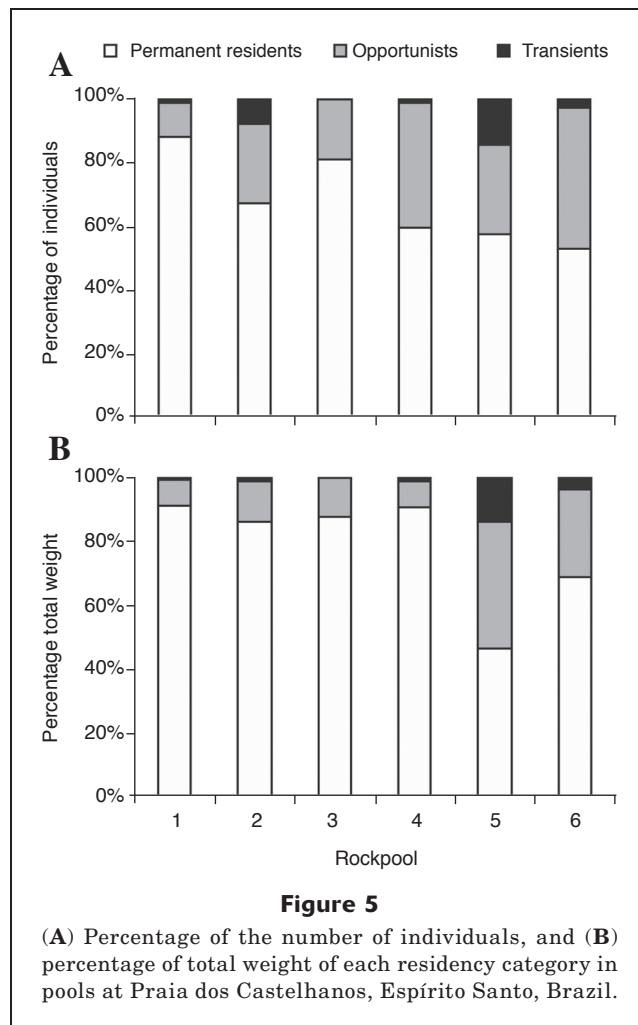 Permanent residents Opportunists Transients
A
100%
80%
60%
40%
20%
0%
Percentage of individuals
B
100%
80%
60%
40%
20%
0%
Percentage total weight
1 2 3 4 5 6
Rockpool
Figure 5
(A) Percentage of the number of individuals, and (B)
percentage of total weight of each residency category in
pools at Praia dos Castelhanos, Espírito Santo, Brazil.